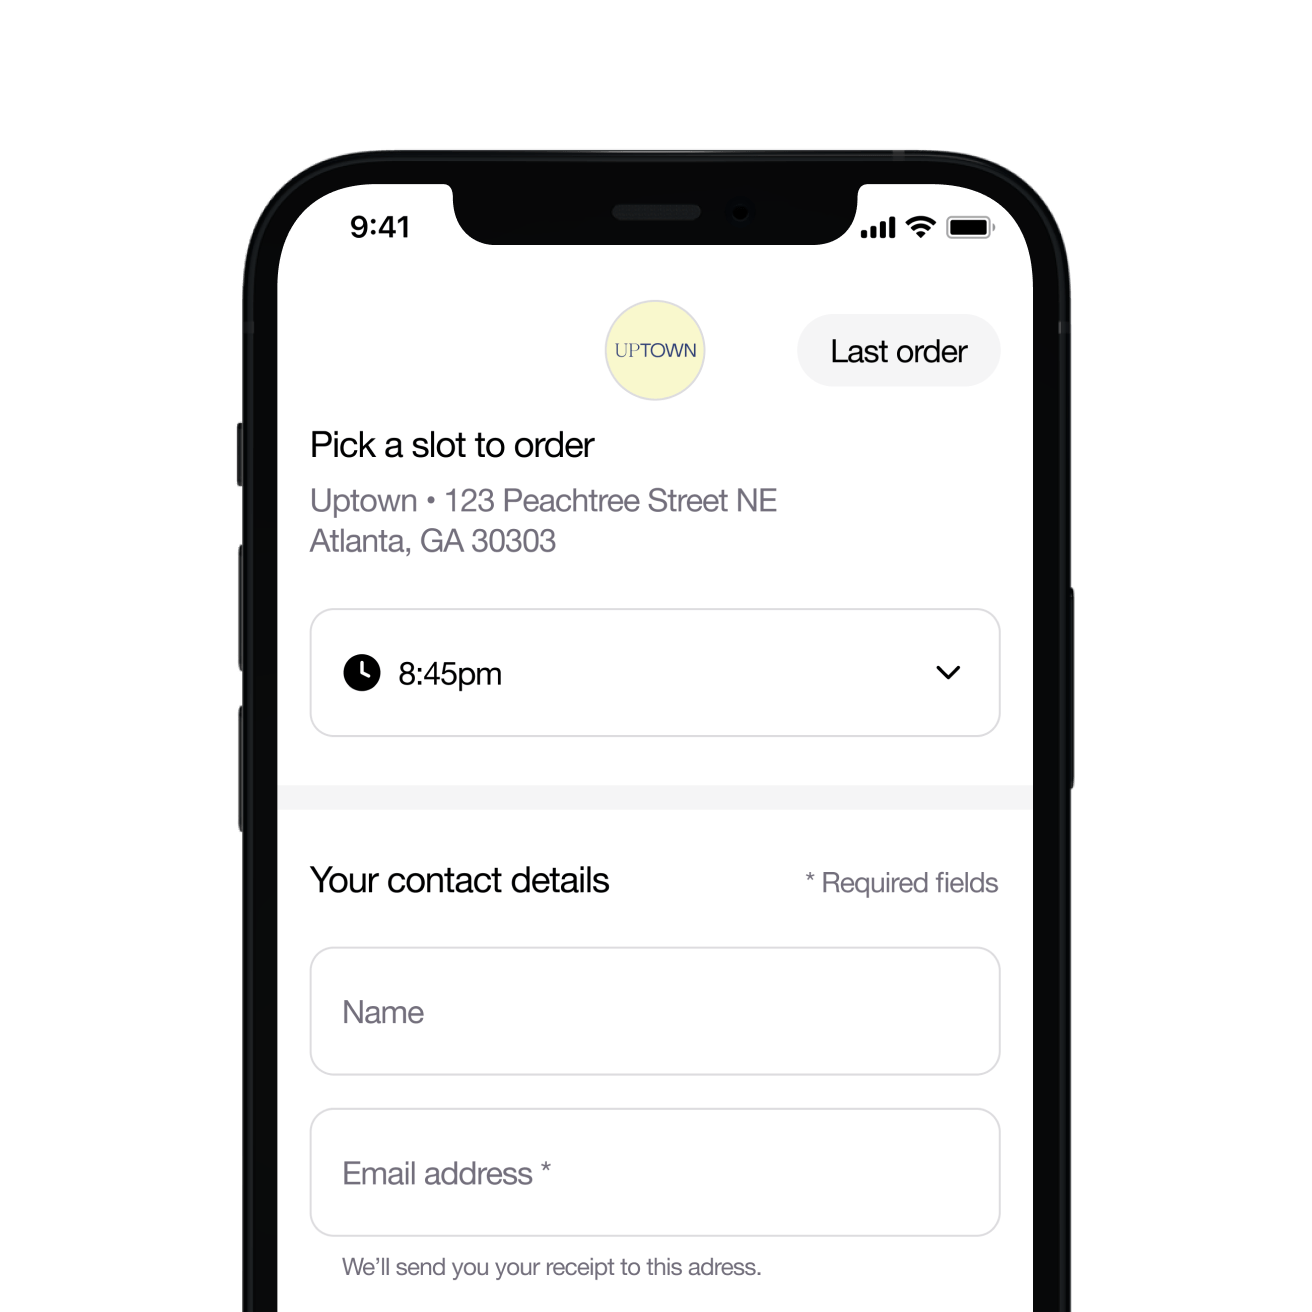 9:41
UPTOWN
Last order
Pick a slot to order
Uptown • 123 Peachtree Street NE
Atlanta, GA 30303
8:45pm
Your contact details
* Required fields
Name
Email address *
We’ll send you your receipt to this adress.